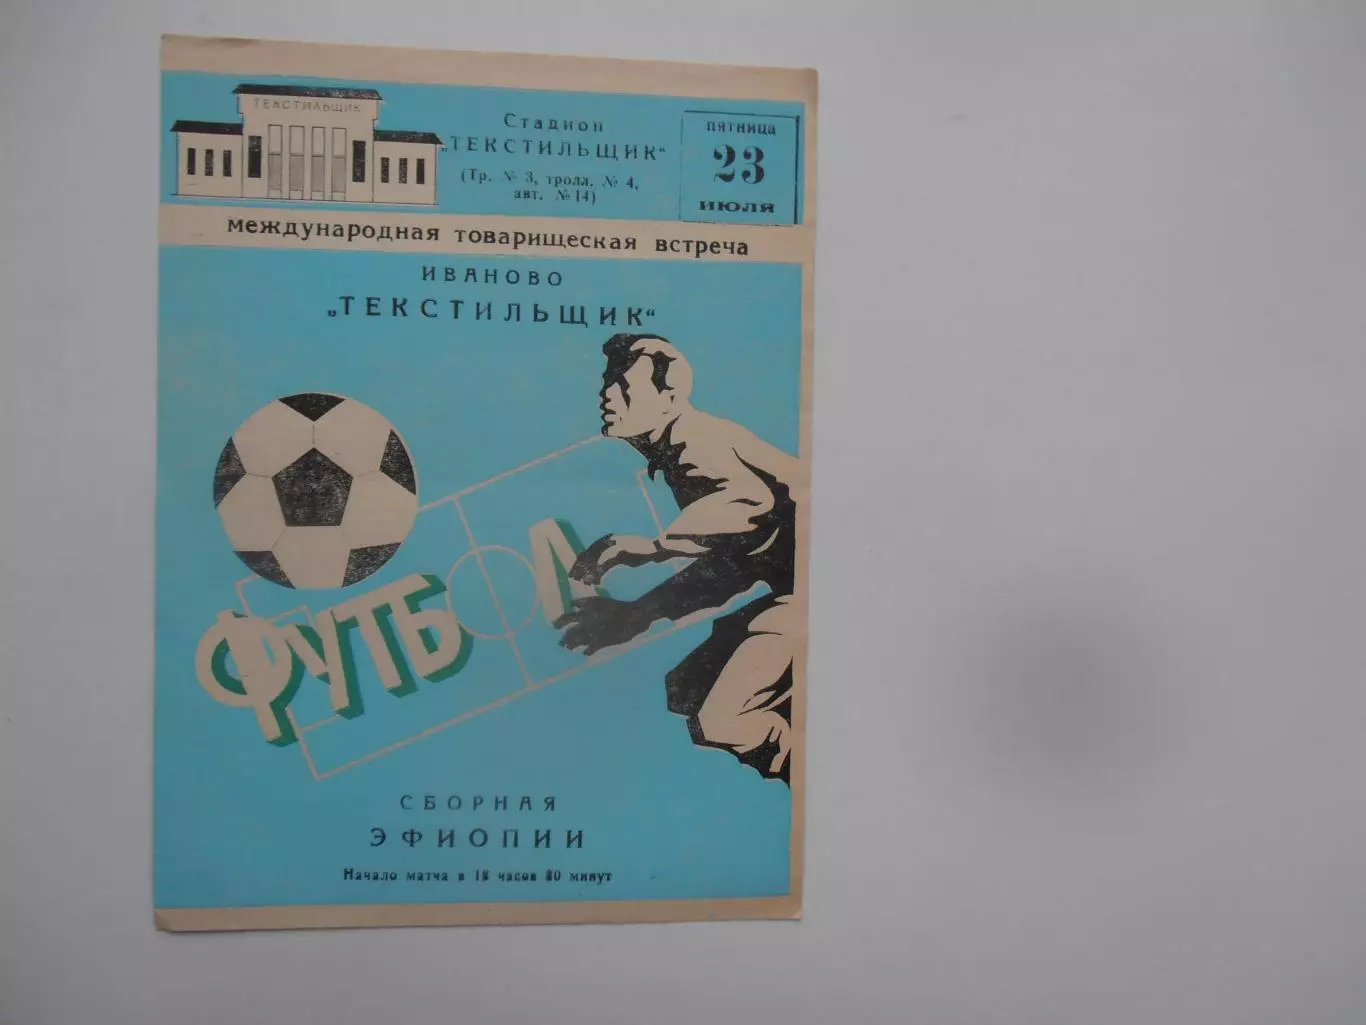 ТЕКСТИЛЬЩИК
Стадион
„ТЕКСТИЛЬЩИК“
(Тр. № 3, тролл. № 4,
авт. № 14)
ПЯТНИЦА
23
ИЮЛЯ
международная товарищеская встреча
ИВАНОВО
„ТЕКСТИЛЬЩИК“
ФУТБОЛ
СБОРНАЯ
ЭФИОПИИ
Начало матча в 18 часов 30 минут